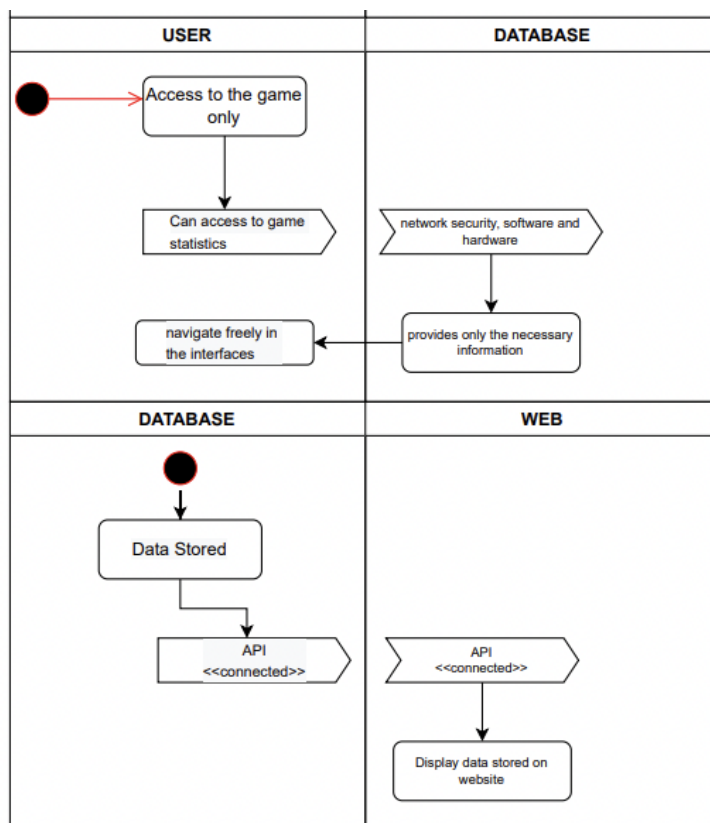 USER
DATABASE
Access to the game
only
Can access to game
statistics
network security, software and
hardware
navigate freely in
the interfaces
provides only the necessary
information
DATABASE
WEB
Data Stored
API
<<connected>>
API
<<connected>>
Display data stored on
website